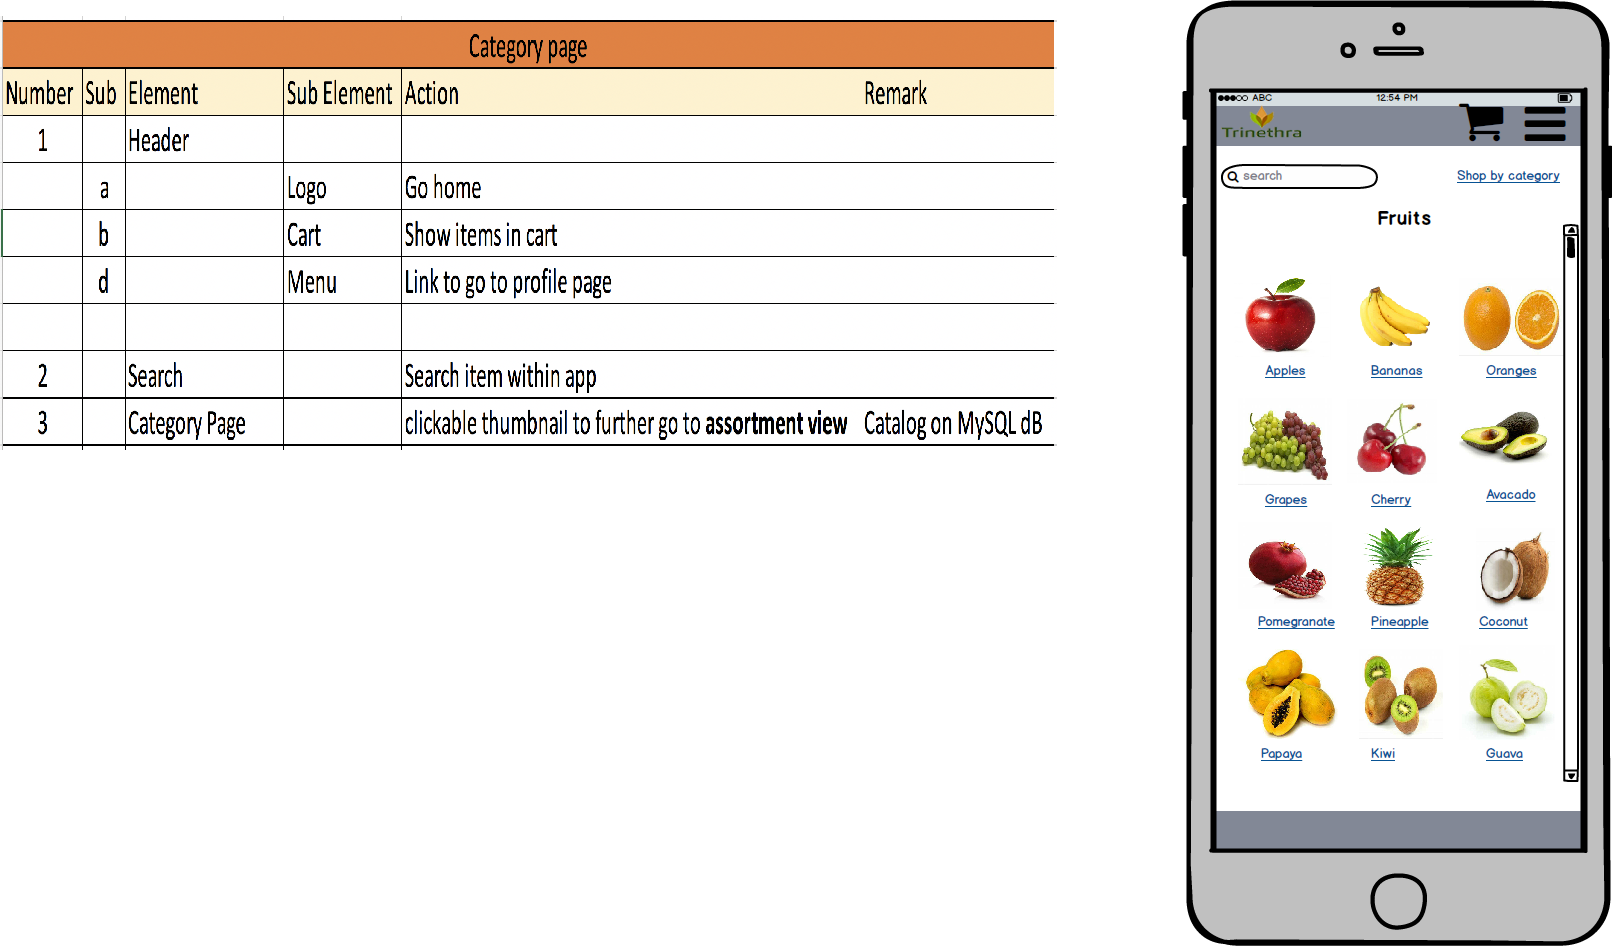 Category page
Number Sub Element Sub Element Action Remark
1 Header
a Logo Go home
b Cart Show items in cart
d Menu Link to go to profile page
2 Search Search item within app
3 Category Page clickable thumbnail to further go to assortment view Catalog on MySQL dB
ABC 12:54 PM
Trinethra
search Shop by category
Fruits
Apples Bananas Oranges
Grapes Cherry Avacado
Pomegranate Pineapple Coconut
Papaya Kiwi Guava